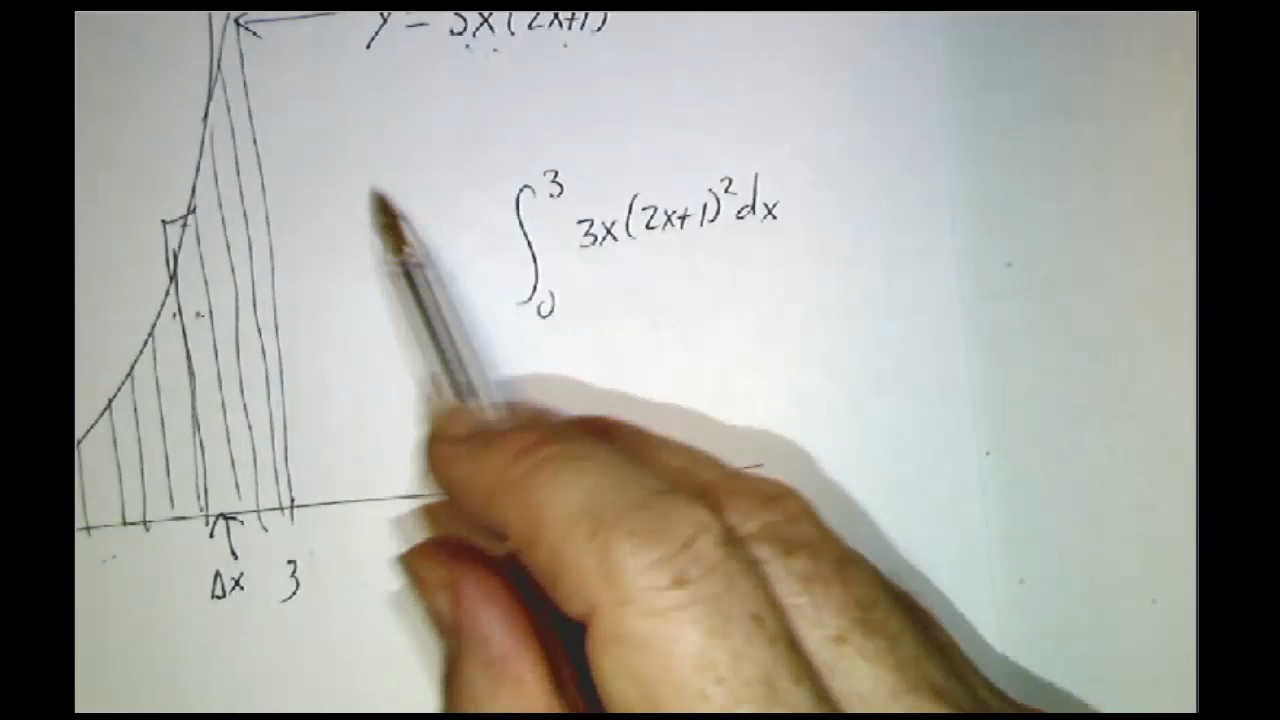 y = 3x(2x+1)
∫₀³ 3x(2x+1)² dx
Δx 3